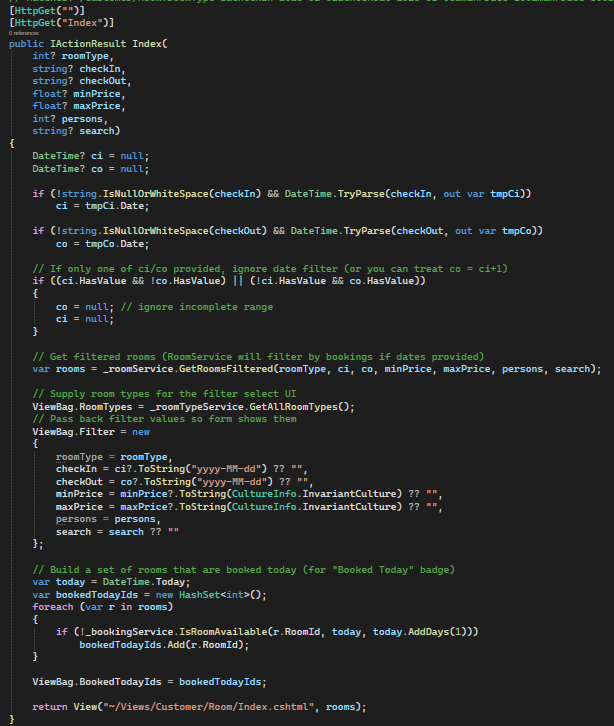 [HttpGet("")]
[HttpGet("Index")]
0 references
public IActionResult Index(
    int? roomType,
    string? checkIn,
    string? checkOut,
    float? minPrice,
    float? maxPrice,
    int? persons,
    string? search)
{
    DateTime? ci = null;
    DateTime? co = null;

    if (!string.IsNullOrWhiteSpace(checkIn) && DateTime.TryParse(checkIn, out var tmpCi))
        ci = tmpCi.Date;

    if (!string.IsNullOrWhiteSpace(checkOut) && DateTime.TryParse(checkOut, out var tmpCo))
        co = tmpCo.Date;

    // If only one of ci/co provided, ignore date filter (or you can treat co = ci+1)
    if ((ci.HasValue && !co.HasValue) || (!ci.HasValue && co.HasValue))
    {
        co = null; // ignore incomplete range
        ci = null;
    }

    // Get filtered rooms (RoomService will filter by bookings if dates provided)
    var rooms = _roomService.GetRoomsFiltered(roomType, ci, co, minPrice, maxPrice, persons, search);

    // Supply room types for the filter select UI
    ViewBag.RoomTypes = _roomTypeService.GetAllRoomTypes();
    // Pass back filter values so form shows them
    ViewBag.Filter = new
    {
        roomType = roomType,
        checkIn = ci?.ToString("yyyy-MM-dd") ?? "",
        checkOut = co?.ToString("yyyy-MM-dd") ?? "",
        minPrice = minPrice?.ToString(CultureInfo.InvariantCulture) ?? "",
        maxPrice = maxPrice?.ToString(CultureInfo.InvariantCulture) ?? "",
        persons = persons,
        search = search ?? ""
    };

    // Build a set of rooms that are booked today (for "Booked Today" badge)
    var today = DateTime.Today;
    var bookedTodayIds = new HashSet<int>();
    foreach (var r in rooms)
    {
        if (!_bookingService.IsRoomAvailable(r.RoomId, today, today.AddDays(1)))
            bookedTodayIds.Add(r.RoomId);
    }

    ViewBag.BookedTodayIds = bookedTodayIds;

    return View("~/Views/Customer/Room/Index.cshtml", rooms);
}